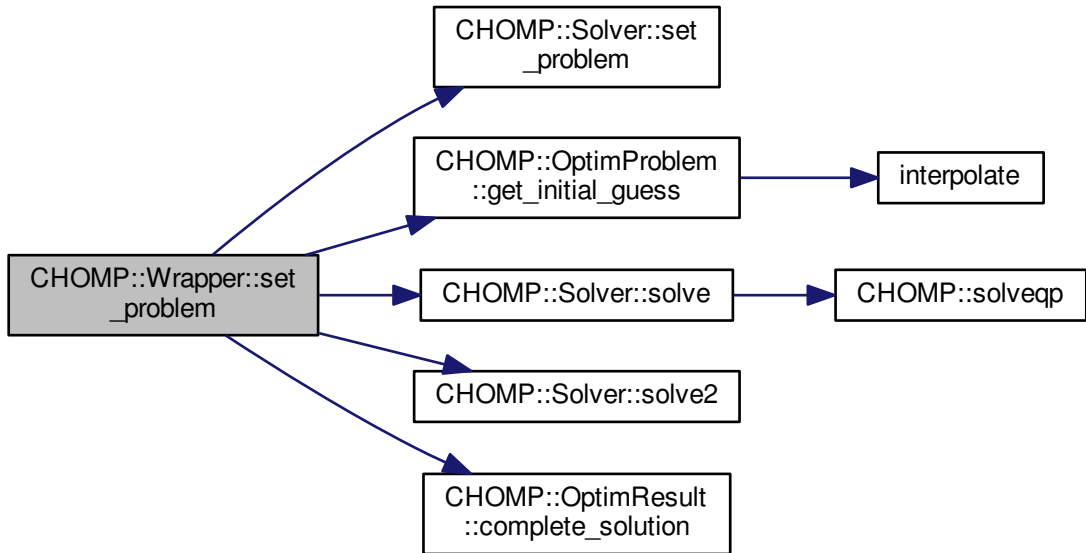 CHOMP::Solver::set
_problem
CHOMP::OptimProblem
::get_initial_guess
interpolate
CHOMP::Wrapper::set
_problem
CHOMP::Solver::solve
CHOMP::solveqp
CHOMP::Solver::solve2
CHOMP::OptimResult
::complete_solution